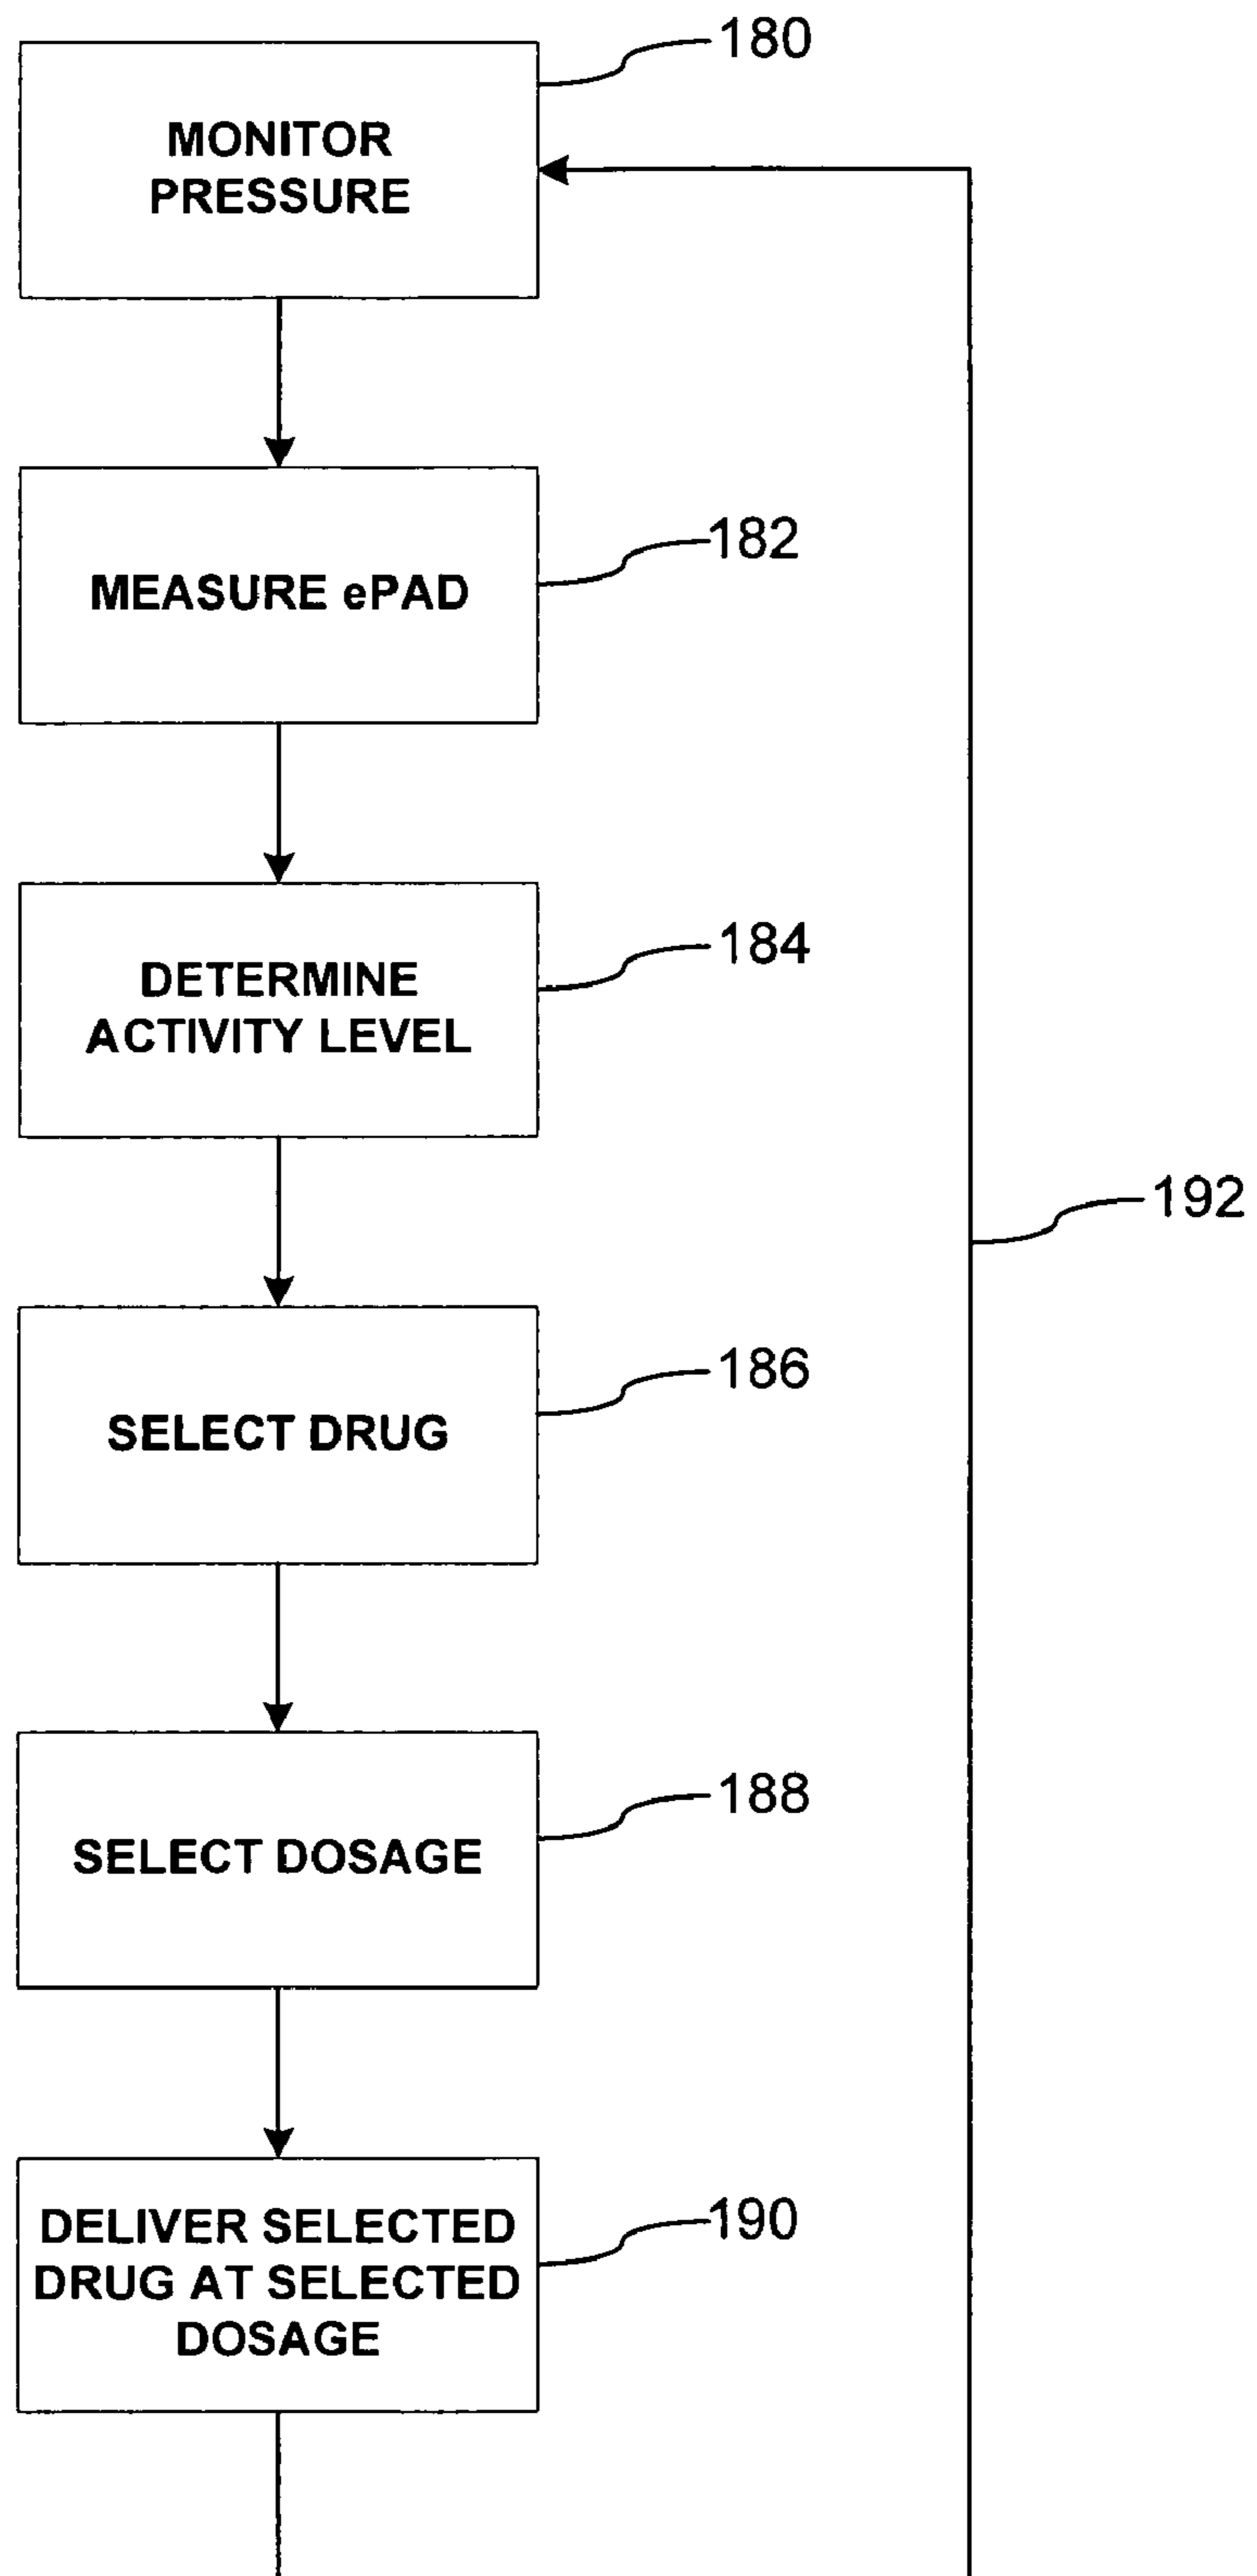 180
MONITOR
PRESSURE
182
MEASURE ePAD
184
DETERMINE
ACTIVITY LEVEL
192
186
SELECT DRUG
188
SELECT DOSAGE
190
DELIVER SELECTED
DRUG AT SELECTED
DOSAGE